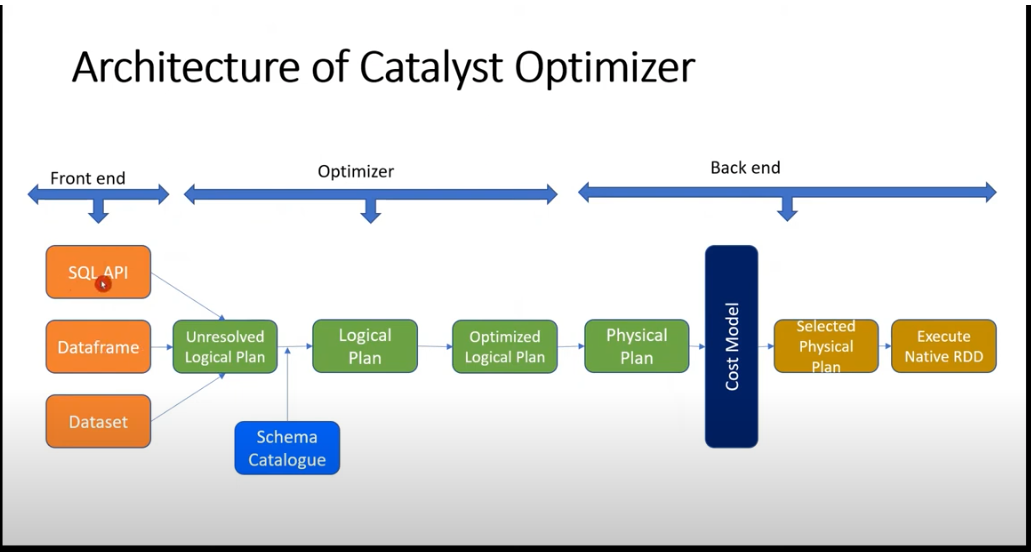 Architecture of Catalyst Optimizer
Front end
Optimizer
Back end
SQL API
Dataframe
Dataset
Unresolved
Logical Plan
Schema
Catalogue
Logical
Plan
Optimized
Logical Plan
Physical
Plan
Cost Model
Selected
Physical
Plan
Execute
Native RDD